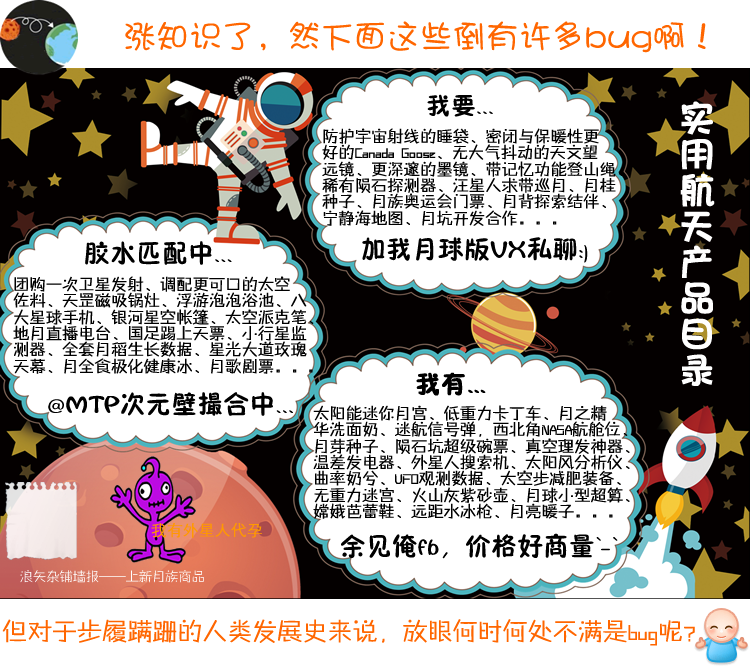 涨知识了，然下面这些倒有许多bug啊！
实用航天产品目录
我要...
防护宇宙射线的睡袋、密闭与保暖性更
好的Canada Goose、无大气抖动的天文望
远镜、更深邃的墨镜、带记忆功能登山绳
稀有陨石探测器、汪星人求带巡月、月桂
种子、月族奥运会门票、月背探索结伴、
宁静海地图、月坑开发合作。。。
加我月球版VX私聊:)
胶水匹配中...
团购一次卫星发射、调配更可口的太空
佐料、天罡磁吸锅灶、浮游泡泡浴池、八
大星球手机、银河星空帐篷、太空派克笔
地月直播电台、国足踢上天票、小行星监
测器、全套月稻生长数据、星光大道玫瑰
天幕、月全食极化健康冰、月歌剧票。。。
@MTP次元壁撮合中...
我有...
太阳能迷你月宫、低重力卡丁车、月之精
华洗面奶、迷航信号弹，西北角NASA航舱位、
月芽种子、陨石坑超级碗票、真空理发神器、
温差发电器、外星人搜索机、太阳风分析仪、
曲率奶兮、UFO观测数据、太空步减肥装备、
无重力迷宫、火山灰紫砂壶、月球小型超算、
嫦娥芭蕾鞋、远距水冰枪、月亮暖子。。。
余见俺fb，价格好商量`-`
我有外星人代孕
浪矢杂铺墙报——上新月族商品
但对于步履蹒跚的人类发展史来说，放眼何时何处不满是bug呢？